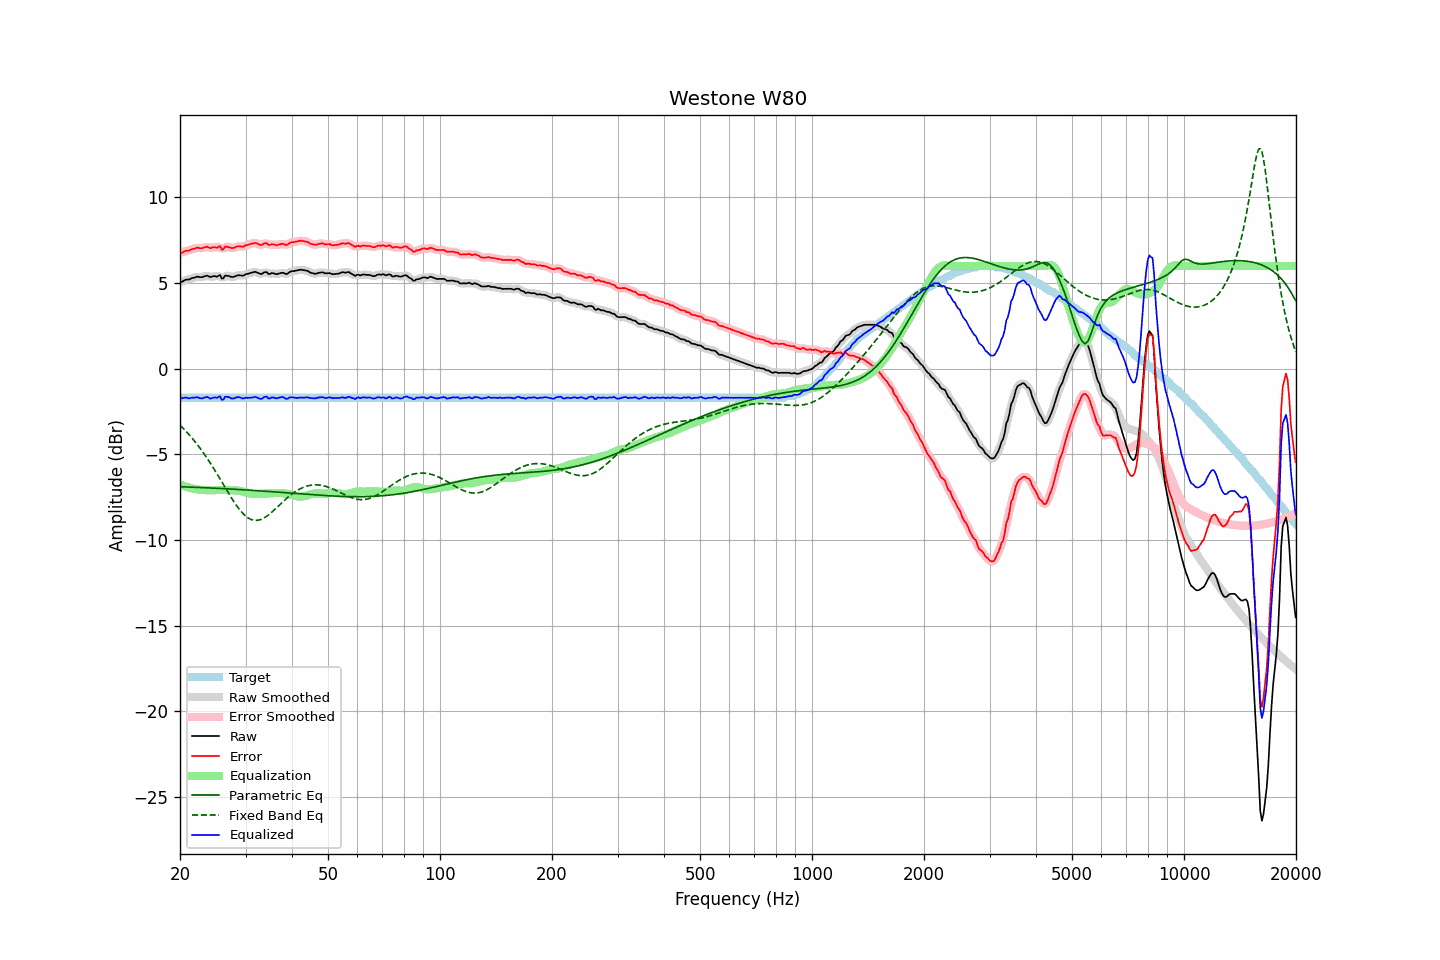 Westone W80
Amplitude (dBr)
10
5
0
−5
−10
−15
−20
−25
Target
Raw Smoothed
Error Smoothed
Raw
Error
Equalization
Parametric Eq
Fixed Band Eq
Equalized
20 50 100 200 500 1000 2000 5000 10000 20000
Frequency (Hz)